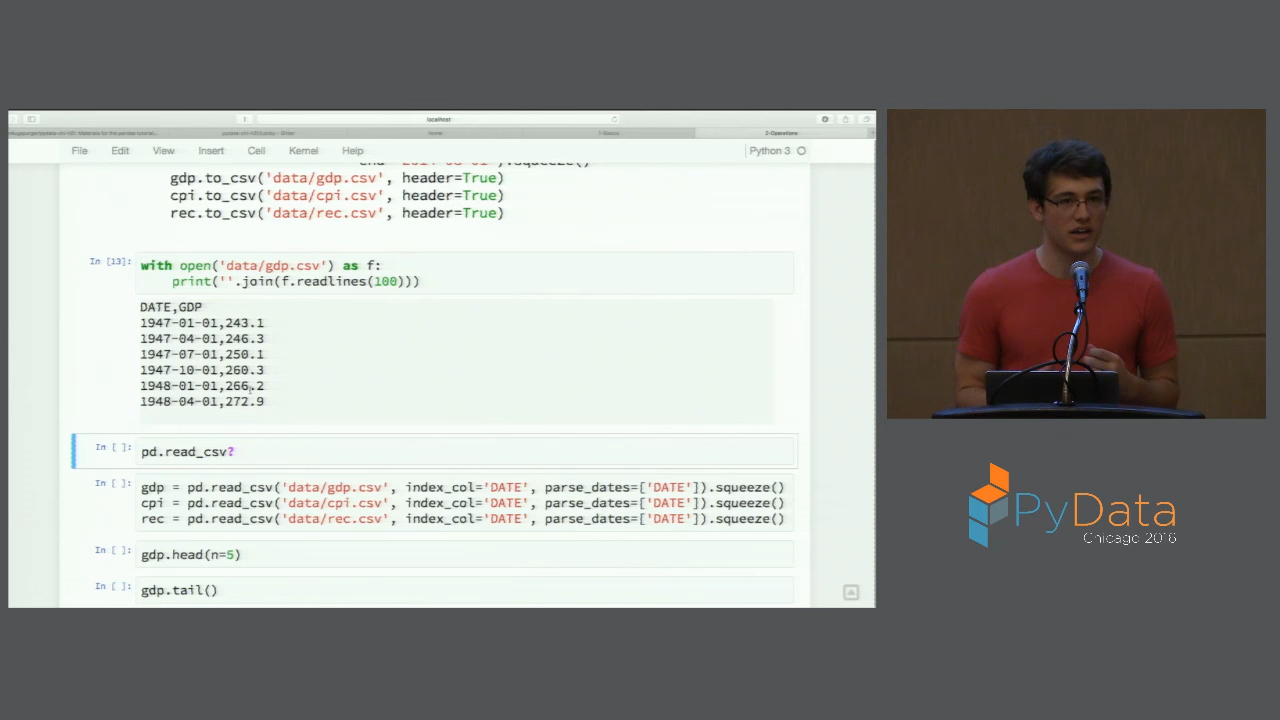 localhost
2-Operations
File Edit View Insert Cell Kernel Help Python 3
gdp.to_csv('data/gdp.csv', header=True)
cpi.to_csv('data/cpi.csv', header=True)
rec.to_csv('data/rec.csv', header=True)
In [13]: with open('data/gdp.csv') as f:
print(''.join(f.readlines(100)))
DATE,GDP
1947-01-01,243.1
1947-04-01,246.3
1947-07-01,250.1
1947-10-01,260.3
1948-01-01,266.2
1948-04-01,272.9
In [ ]: pd.read_csv?
In [ ]: gdp = pd.read_csv('data/gdp.csv', index_col='DATE', parse_dates=['DATE']).squeeze()
cpi = pd.read_csv('data/cpi.csv', index_col='DATE', parse_dates=['DATE']).squeeze()
rec = pd.read_csv('data/rec.csv', index_col='DATE', parse_dates=['DATE']).squeeze()
In [ ]: gdp.head(n=5)
In [ ]: gdp.tail()
PyData
Chicago 2016